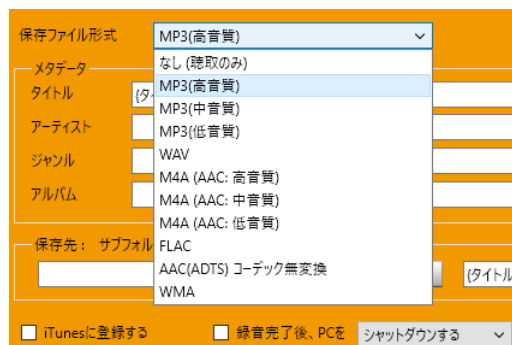 保存ファイル形式 MP3(高音質)
メタデータ
なし (聴取のみ)
タイトル {タ MP3(高音質)
MP3(中音質)
アーティスト MP3{低音質)
ジャンル WAV
M4A (AAC: 高音質)
アルバム M4A (AAC: 中音質)
M4A (AAC: 低音質)
保存先 : サブフォル FLAC
AAC(ADTS) コーデック無変換 {タイトル
WMA
iTunesに登録する 録音完了後、PCを シャットダウンする